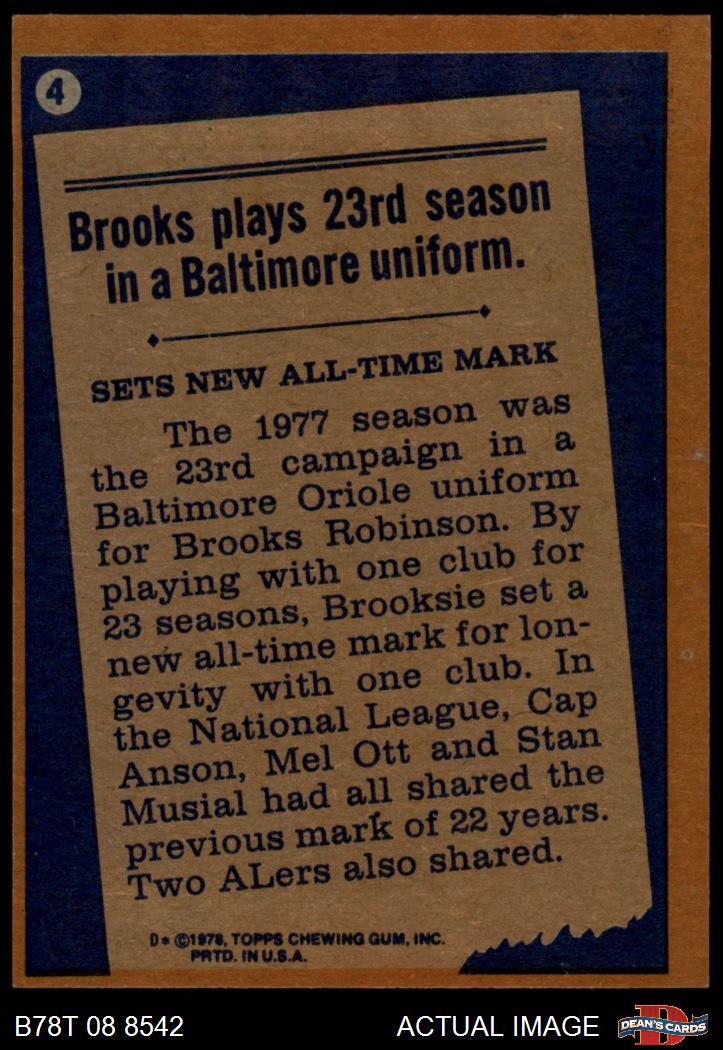 4
Brooks plays 23rd season
in a Baltimore uniform.
SETS NEW ALL-TIME MARK
The 1977 season was
the 23rd campaign in a
Baltimore Oriole uniform
for Brooks Robinson. By
playing with one club for
23 seasons, Brooksie set a
new all-time mark for lon-
gevity with one club. In
the National League, Cap
Anson, Mel Ott and Stan
Musial had all shared the
previous mark of 22 years.
Two ALers also shared.
D* ©1978, TOPPS CHEWING GUM, INC.
PRTD. IN U.S.A.
B78T 08 8542
ACTUAL IMAGE
D
DEAN'S CARDS